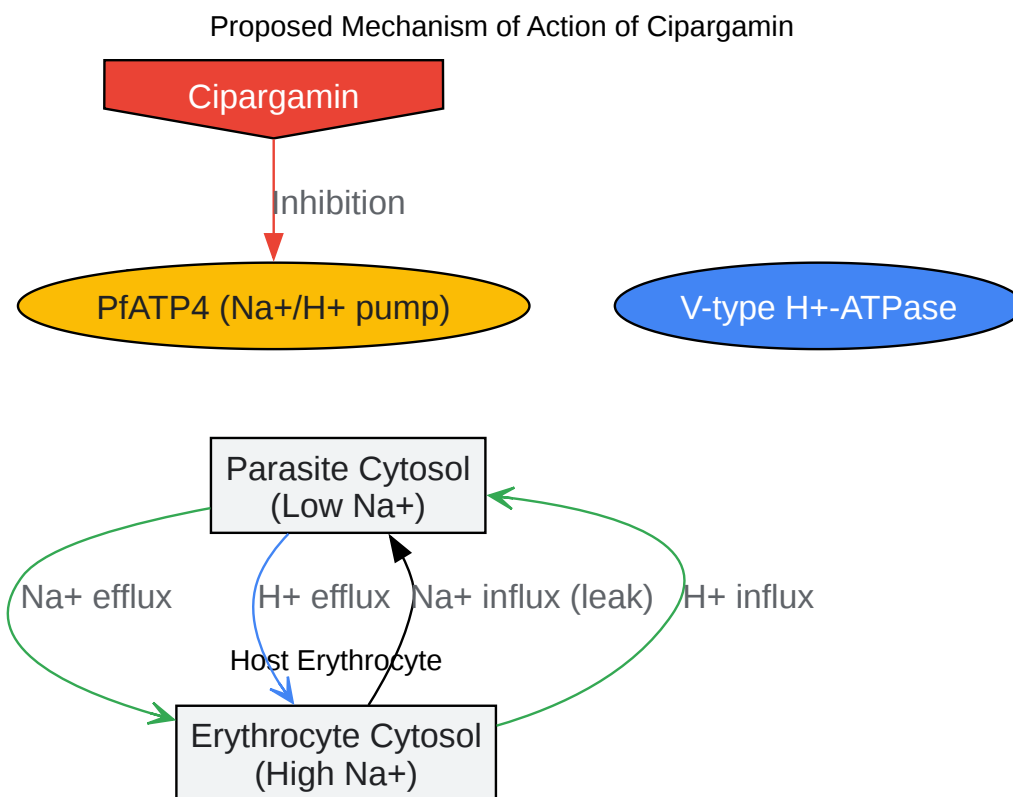 Proposed Mechanism of Action of Cipargamin
Cipargamin
Inhibition
PfATP4 (Na+/H+ pump)
V-type H+-ATPase
Parasite Cytosol
(Low Na+)
Na+ efflux
H+ efflux
Na+ influx (leak)
H+ influx
Host Erythrocyte
Erythrocyte Cytosol
(High Na+)